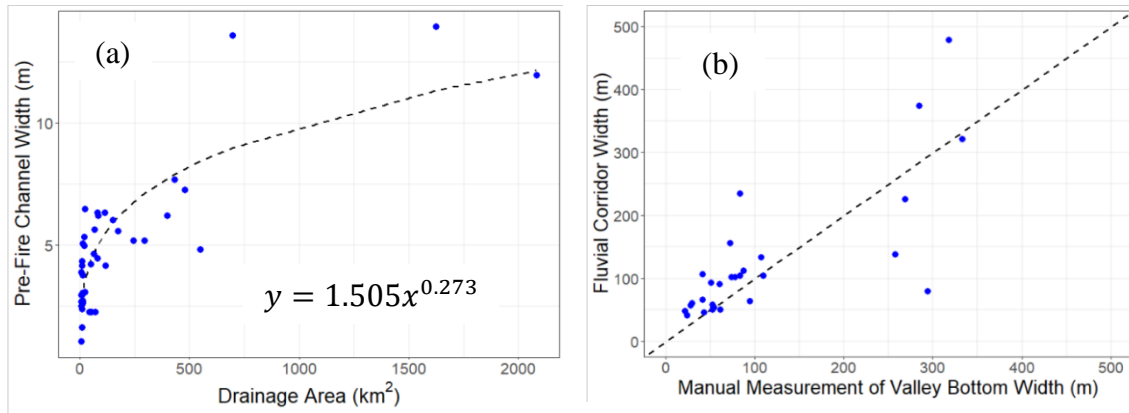 (a)
Pre-Fire Channel Width (m)
10
5
y = 1.505x^0.273
0
500
1000
1500
2000
Drainage Area (km²)
(b)
Fluvial Corridor Width (m)
500
400
300
200
100
0
0
100
200
300
400
500
Manual Measurement of Valley Bottom Width (m)